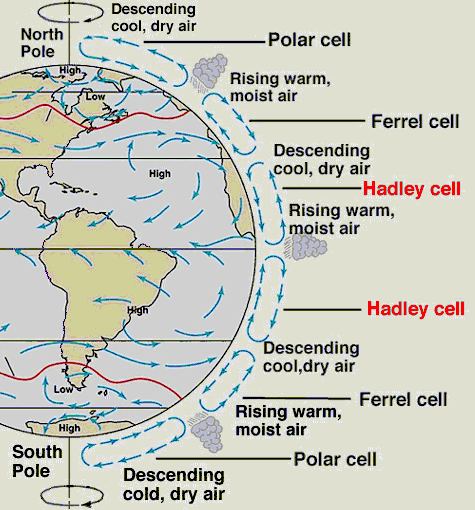 Descending
cool, dry air
North
Pole
Polar cell
High
Rising warm,
moist air
Low
Ferrel cell
Descending
cool, dry air
High
Hadley cell
Rising warm,
moist air
High
Hadley cell
Descending
cool,dry air
Low
Ferrel cell
Rising warm,
moist air
High
South
Pole
Polar cell
Descending
cold, dry air